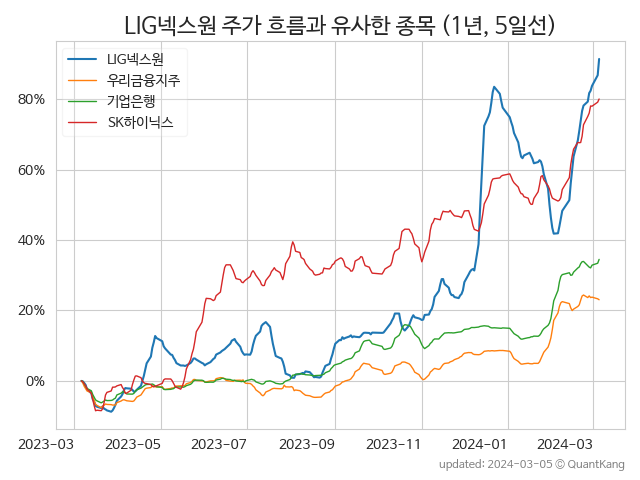 LIG넥스원 주가 흐름과 유사한 종목 (1년, 5일선)
LIG넥스원
우리금융지주
기업은행
SK하이닉스
80%
60%
40%
20%
0%
2023-03 2023-05 2023-07 2023-09 2023-11 2024-01 2024-03
updated: 2024-03-05 © QuantKang